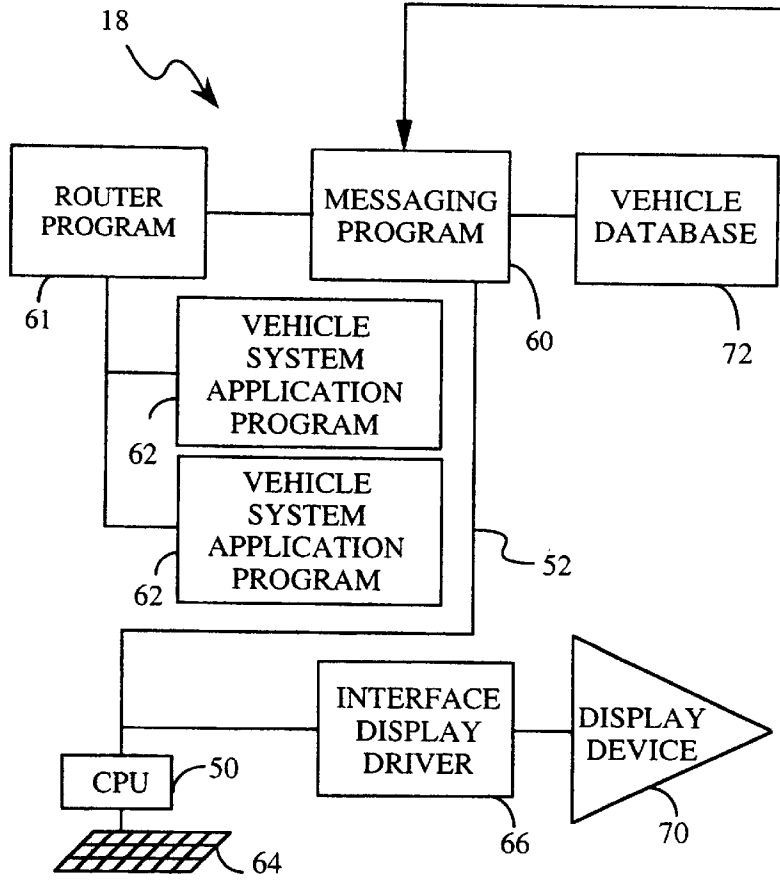 18
ROUTER
PROGRAM
MESSAGING
PROGRAM
VEHICLE
DATABASE
61
60
72
VEHICLE
SYSTEM
APPLICATION
PROGRAM
62
VEHICLE
SYSTEM
APPLICATION
PROGRAM
62
52
INTERFACE
DISPLAY
DRIVER
DISPLAY
DEVICE
CPU
50
66
70
64